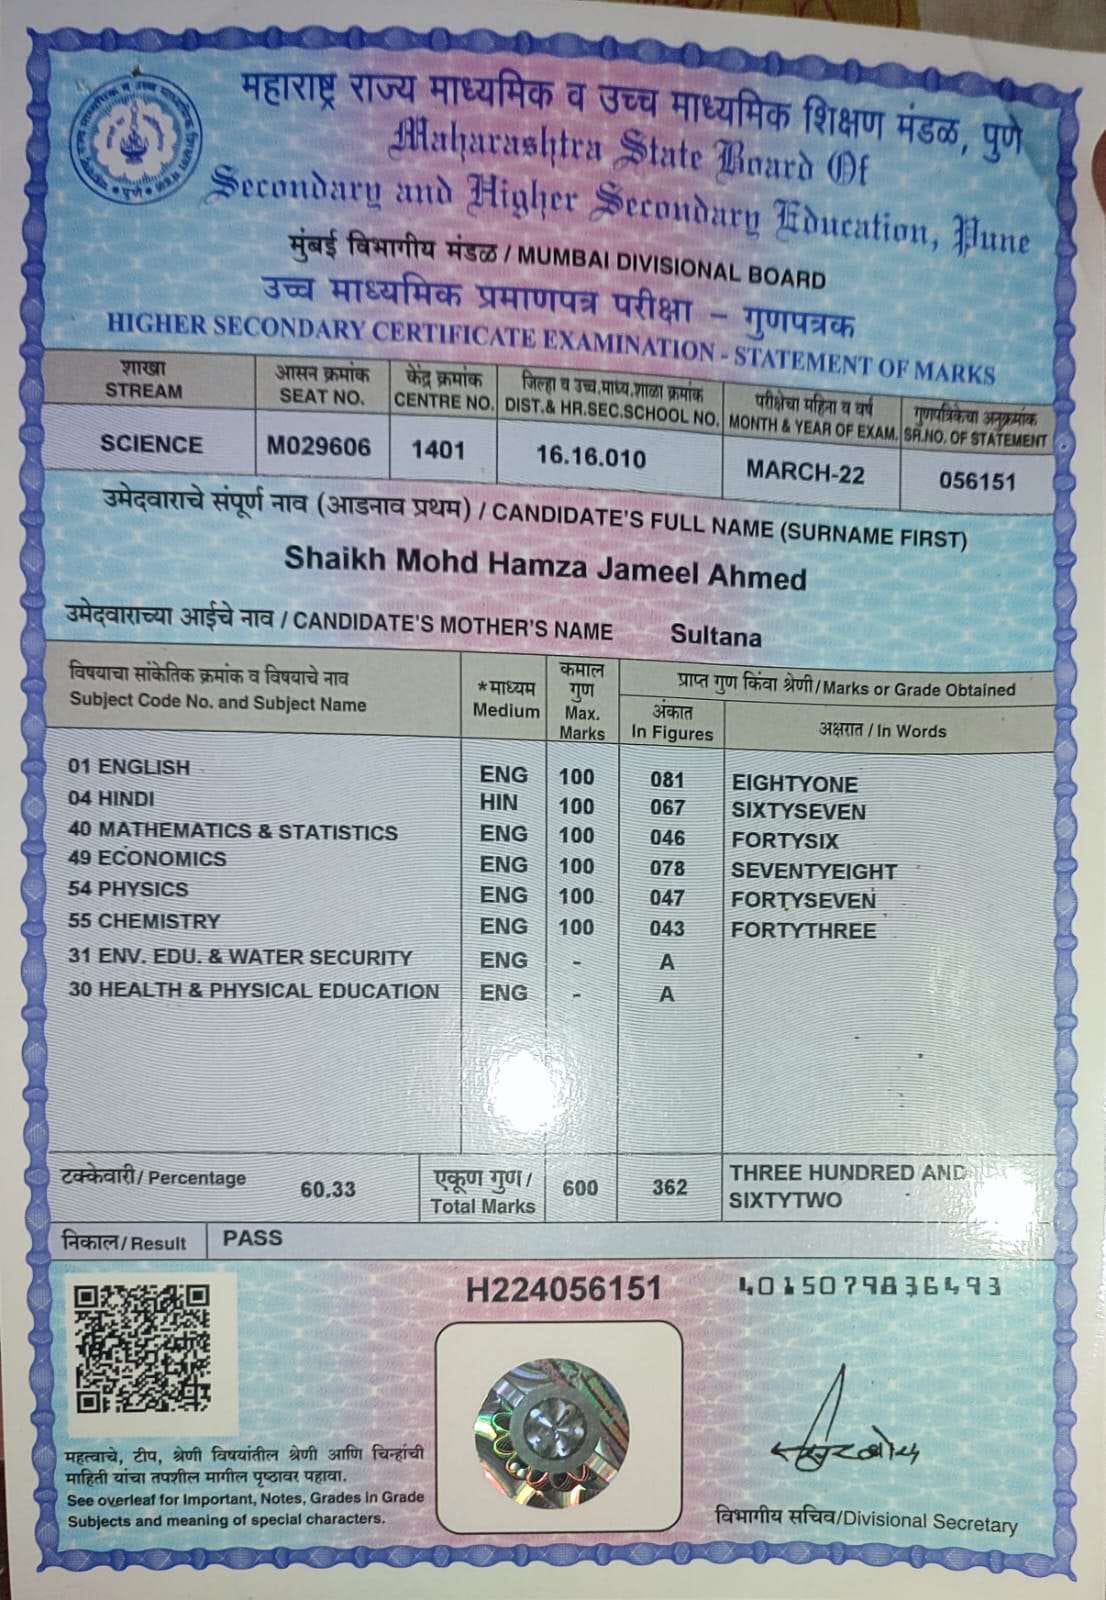 महाराष्ट्र राज्य माध्यमिक व उच्च माध्यमिक शिक्षण मंडळ, पुणे
Maharashtra State Board Of
Secondary and Higher Secondary Education, Pune
मुंबई विभागीय मंडळ / MUMBAI DIVISIONAL BOARD
उच्च माध्यमिक प्रमाणपत्र परीक्षा – गुणपत्रक
HIGHER SECONDARY CERTIFICATE EXAMINATION - STATEMENT OF MARKS
शाखा आसन क्रमांक केंद्र क्रमांक जिल्हा व उच्च.माध्य.शाळा क्रमांक परीक्षेचा महिना व वर्ष गुणपत्रिकेचा अनुक्रमांक
STREAM SEAT NO. CENTRE NO. DIST.& HR.SEC.SCHOOL NO. MONTH & YEAR OF EXAM. SR.NO. OF STATEMENT
SCIENCE M029606 1401 16.16.010 MARCH-22 056151
उमेदवाराचे संपूर्ण नाव (आडनाव प्रथम) / CANDIDATE'S FULL NAME (SURNAME FIRST)
Shaikh Mohd Hamza Jameel Ahmed
उमेदवाराच्या आईचे नाव / CANDIDATE'S MOTHER'S NAME Sultana
विषयाचा सांकेतिक क्रमांक व विषयाचे नाव
Subject Code No. and Subject Name
*माध्यम
Medium
कमाल
गुण
Max.
Marks
प्राप्त गुण किंवा श्रेणी/Marks or Grade Obtained
अंकात
In Figures
अक्षरात / In Words
01 ENGLISH ENG 100 081 EIGHTYONE
04 HINDI HIN 100 067 SIXTYSEVEN
40 MATHEMATICS & STATISTICS ENG 100 046 FORTYSIX
49 ECONOMICS ENG 100 078 SEVENTYEIGHT
54 PHYSICS ENG 100 047 FORTYSEVEN
55 CHEMISTRY ENG 100 043 FORTYTHREE
31 ENV. EDU. & WATER SECURITY ENG - A
30 HEALTH & PHYSICAL EDUCATION ENG - A
टक्केवारी/ Percentage 60.33
एकूण गुण /
Total Marks
600 362
THREE HUNDRED AND
SIXTYTWO
निकाल/ Result PASS
H224056151 4015079836493
महत्वाचे, टीप, श्रेणी विषयांतील श्रेणी आणि चिन्हांची
माहिती यांचा तपशील मागील पृष्ठावर पहावा.
See overleaf for Important, Notes, Grades in Grade
Subjects and meaning of special characters.
विभागीय सचिव/Divisional Secretary